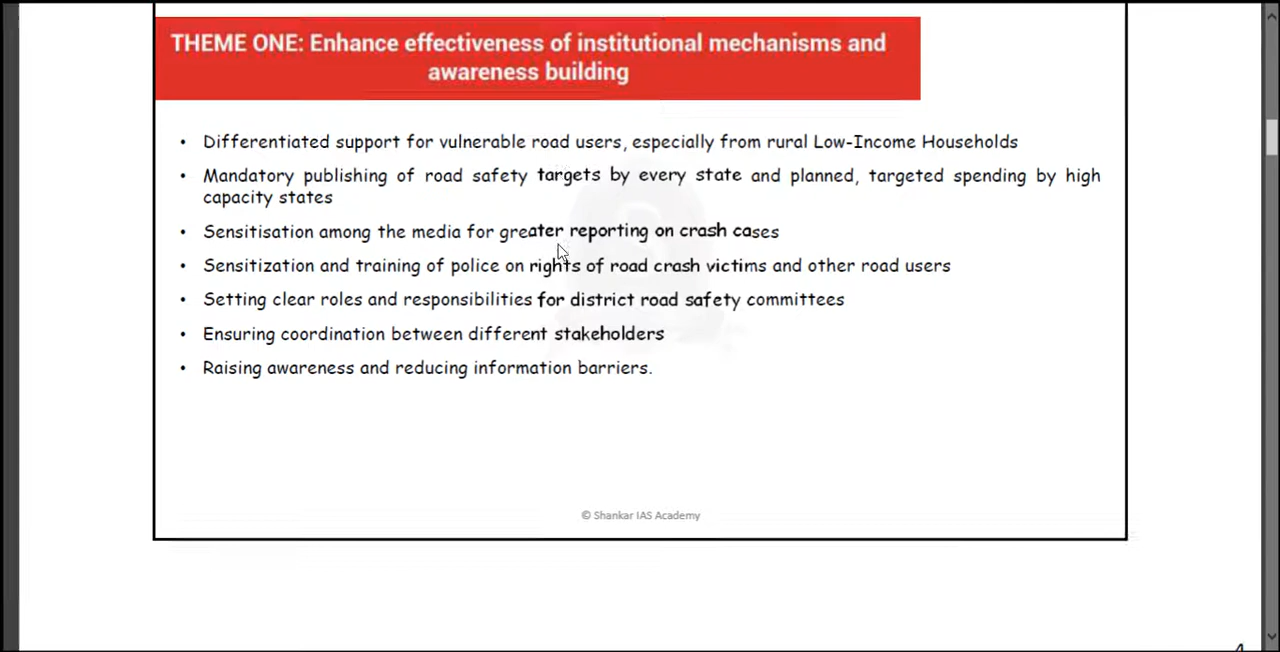 THEME ONE: Enhance effectiveness of institutional mechanisms and
awareness building
• Differentiated support for vulnerable road users, especially from rural Low-Income Households
• Mandatory publishing of road safety targets by every state and planned, targeted spending by high
capacity states
• Sensitisation among the media for greater reporting on crash cases
• Sensitization and training of police on rights of road crash victims and other road users
• Setting clear roles and responsibilities for district road safety committees
• Ensuring coordination between different stakeholders
• Raising awareness and reducing information barriers.
© Shankar IAS Academy